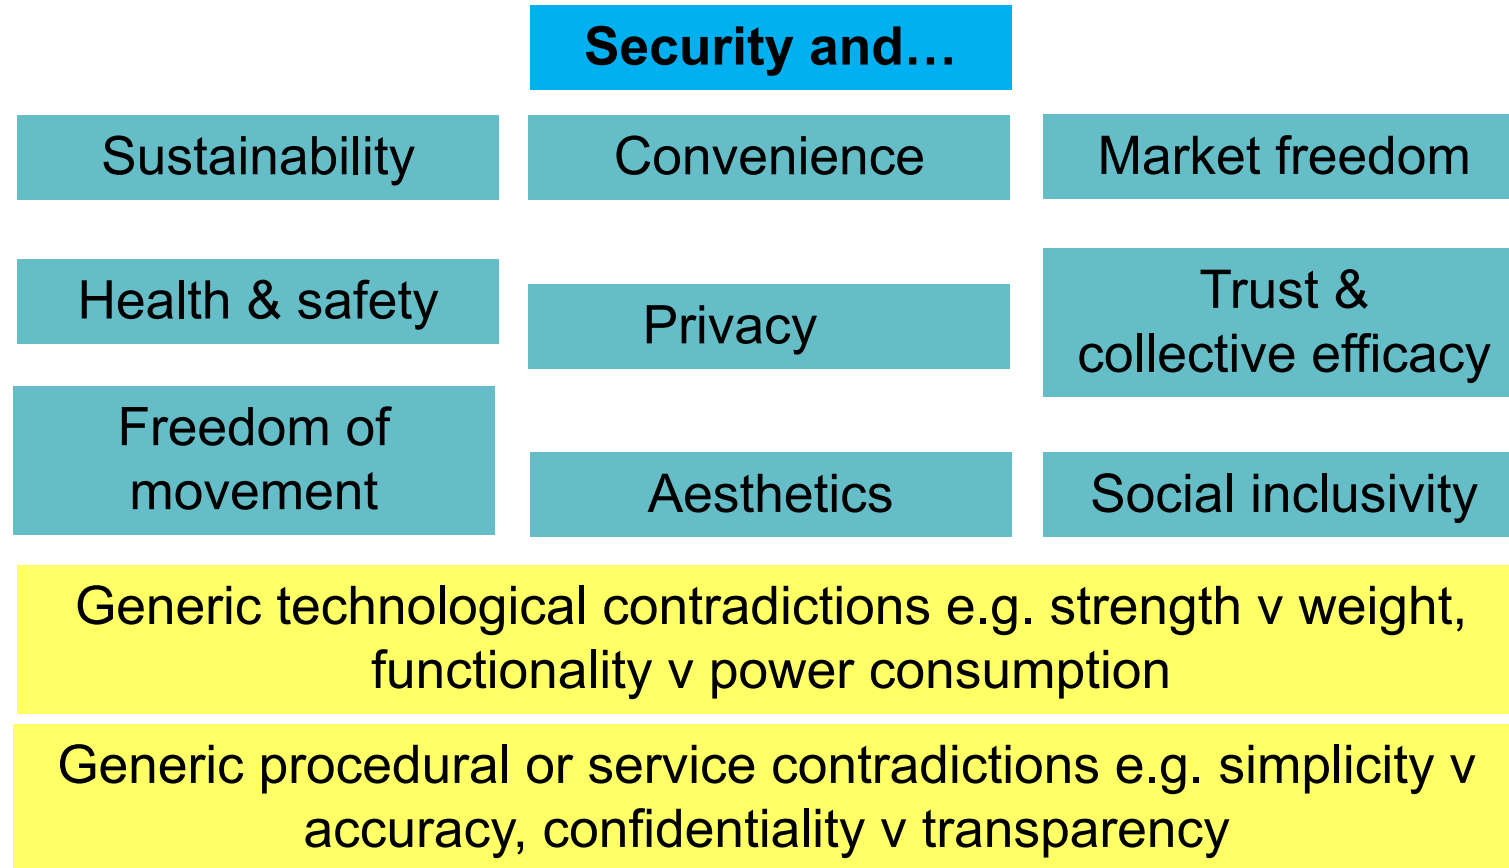 Security and…
Sustainability
Convenience
Market freedom
Health & safety
Privacy
Trust &
collective efficacy
Freedom of
movement
Aesthetics
Social inclusivity
Generic technological contradictions e.g. strength v weight,
functionality v power consumption
Generic procedural or service contradictions e.g. simplicity v
accuracy, confidentiality v transparency